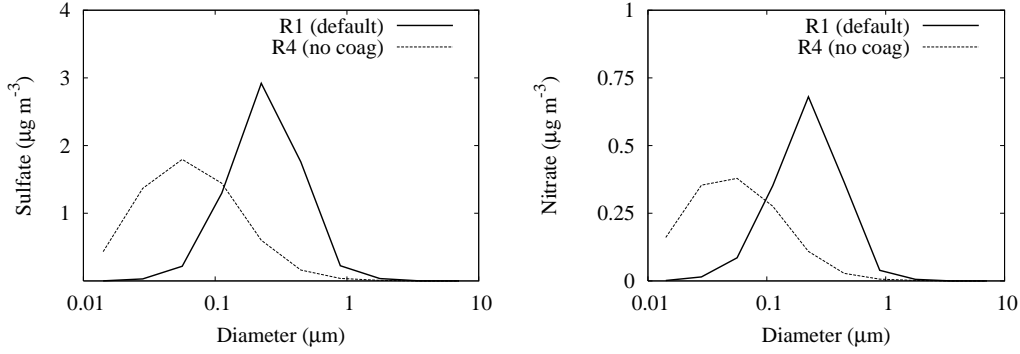 4
3
2
1
0.01
0.1
1
10
Sulfate (μg m-3)
Diameter (μm)
R1 (default)
R4 (no coag)
1
0.75
0.5
0.25
0
0.01
0.1
1
10
Nitrate (μg m-3)
Diameter (μm)
R1 (default)
R4 (no coag)